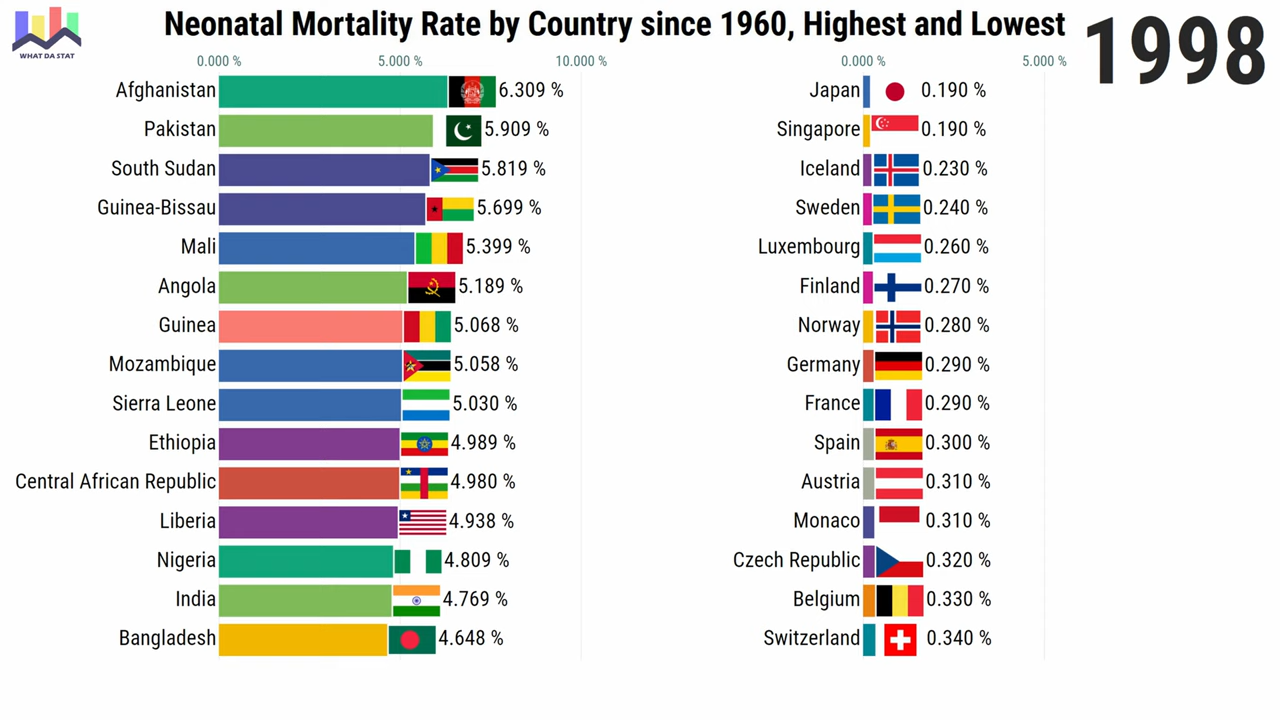 WHAT DA STAT
Neonatal Mortality Rate by Country since 1960, Highest and Lowest
1998
0.000 % 5.000 % 10.000 %
Afghanistan 6.309 %
Pakistan 5.909 %
South Sudan 5.819 %
Guinea-Bissau 5.699 %
Mali 5.399 %
Angola 5.189 %
Guinea 5.068 %
Mozambique 5.058 %
Sierra Leone 5.030 %
Ethiopia 4.989 %
Central African Republic 4.980 %
Liberia 4.938 %
Nigeria 4.809 %
India 4.769 %
Bangladesh 4.648 %
0.000 % 5.000 %
Japan 0.190 %
Singapore 0.190 %
Iceland 0.230 %
Sweden 0.240 %
Luxembourg 0.260 %
Finland 0.270 %
Norway 0.280 %
Germany 0.290 %
France 0.290 %
Spain 0.300 %
Austria 0.310 %
Monaco 0.310 %
Czech Republic 0.320 %
Belgium 0.330 %
Switzerland 0.340 %